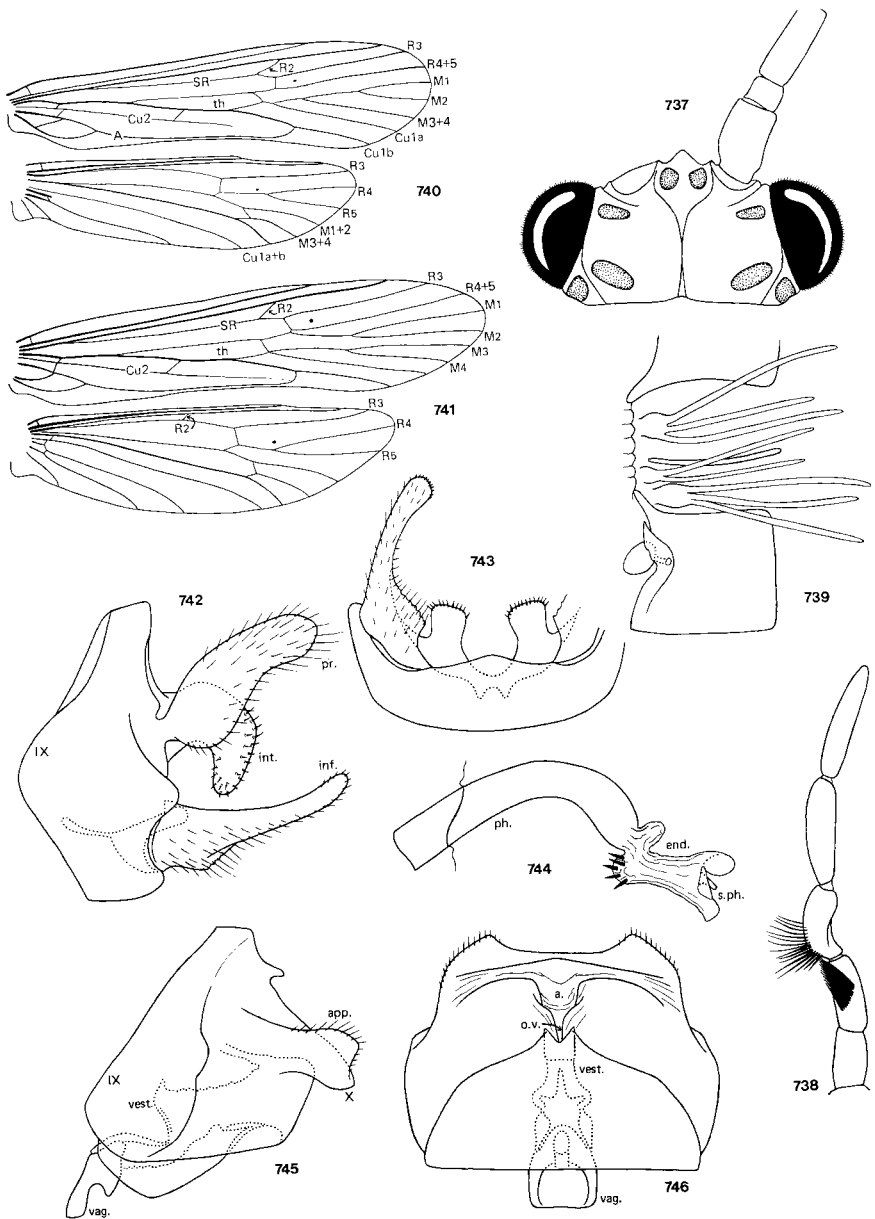 R3
R4+5
M1
M2
M3+4
Cu1a
Cu1b
R2
SR
th
Cu2
A
740
R3
R4
R5
M1+2
M3+4
Cu1a+b
737
R3
R4+5
M1
M2
M3
M4
R2
SR
th
Cu2
741
R3
R4
R5
R2
739
743
742
IX
pr.
int.
inf.
744
ph.
end.
s.ph.
738
745
IX
vest.
app.
X
vag.
746
a.
o.v.
vest.
vag.